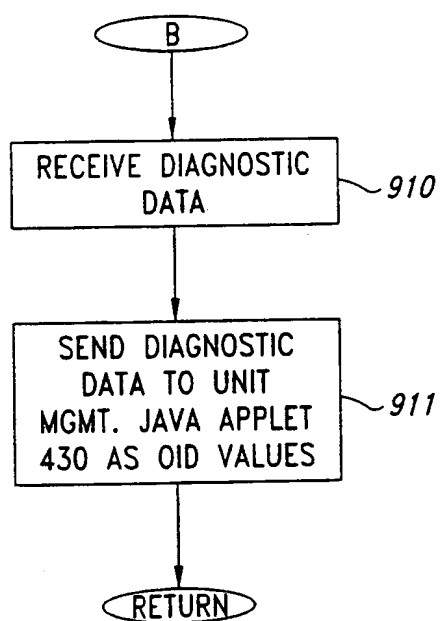 B
RECEIVE DIAGNOSTIC
DATA
910
SEND DIAGNOSTIC
DATA TO UNIT
MGMT. JAVA APPLET
430 AS OID VALUES
911
RETURN